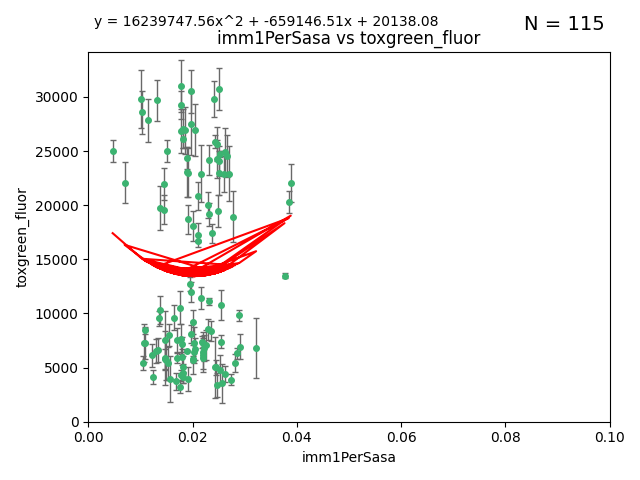 y = 16239747.56x^2 + -659146.51x + 20138.08
N = 115
imm1PerSasa vs toxgreen_fluor
toxgreen_fluor
30000
25000
20000
15000
10000
5000
0
0.00 0.02 0.04 0.06 0.08 0.10
imm1PerSasa